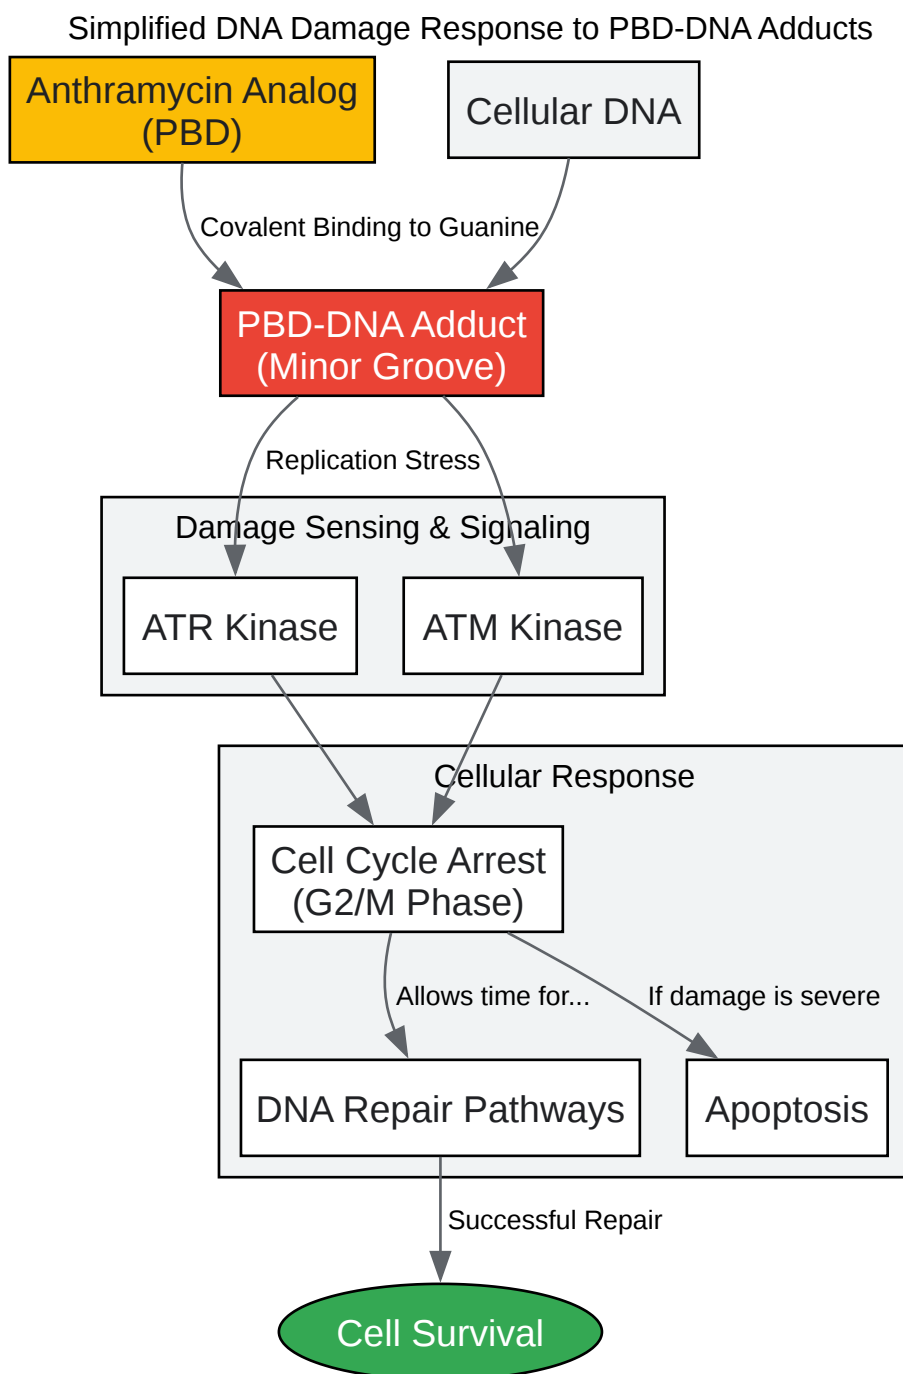 Simplified DNA Damage Response to PBD-DNA Adducts
Anthramycin Analog
(PBD)
Cellular DNA
Covalent Binding to Guanine
PBD-DNA Adduct
(Minor Groove)
Replication Stress
Damage Sensing & Signaling
ATR Kinase
ATM Kinase
Cellular Response
Cell Cycle Arrest
(G2/M Phase)
Allows time for...
If damage is severe
DNA Repair Pathways
Apoptosis
Successful Repair
Cell Survival